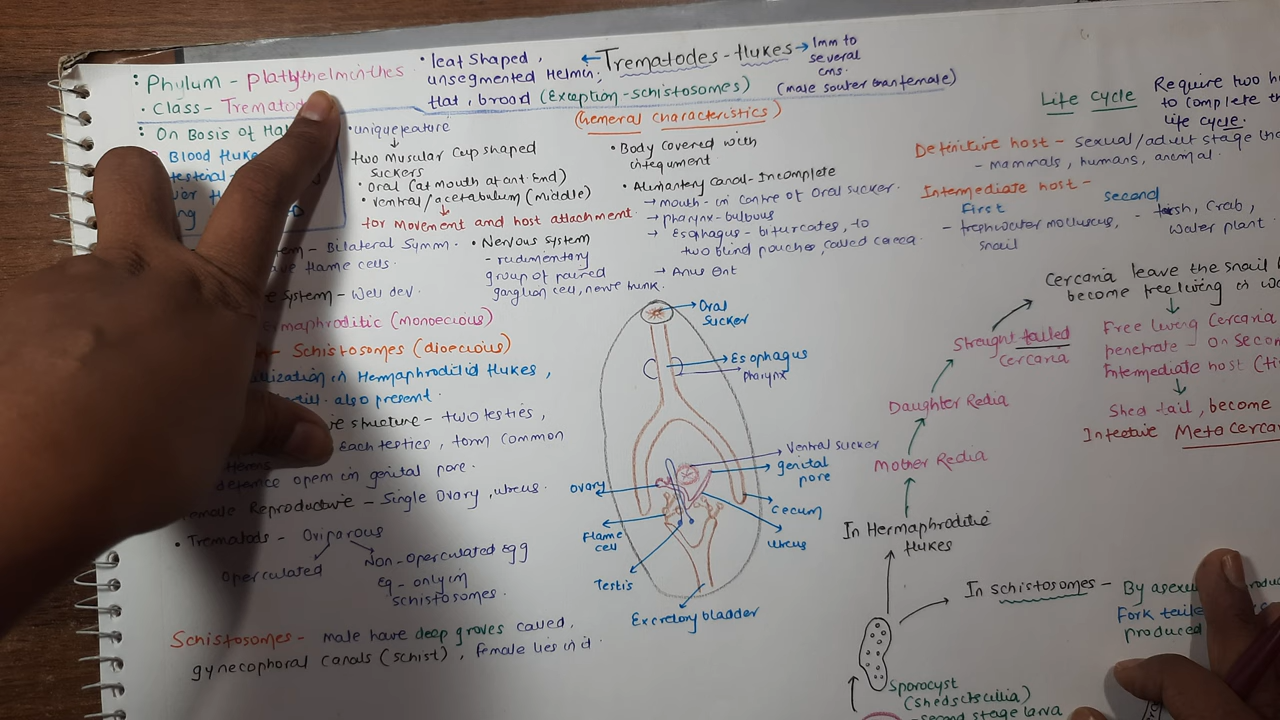 : Phylum - platyhelminthes
• Class - Trematod
: On Basis of Ha
Blood fluke
• leaf Shaped,
unsegmented Helmin;
flat, broad (Exception-schistosomes)
← Trematodes - flukes →
1mm to
several
cms.
(male shorter than female)
(General characteristics)
• unique feature
two Muscular Cup shaped
suckers
• Oral (at mouth at ant. End)
• ventral/acetabulum (middle)
for movement and host attachment
Bilateral Symm.
flame cells.
• Nervous system
- rudimentary
group of paired
ganglion cell, nerve trunk.
system - Well dev.
ermaphroditic (monoecious)
- Schistosomes (dioecious)
ilization in Hermaphroditic flukes,
also present.
structure - two testies,
Each testies, form common
deference open in genital pore.
male Reproductive - Single Ovary, uterus.
• Trematods - Oviparous
Operculated
Non-operculated Egg
Eg - only in
schistosomes.
Schistosomes - male have deep groves called,
gynecophoral canals (schist), female lies in it
• Body covered with
integument
• Alimentary canal - Incomplete
→ mouth - in centre of Oral sucker.
→ pharynx - bulbous
→ Esophagus - bifurcates, to
two blind pouches, called caeca.
→ Anus
Oral
Sucker
Esophagus
Pharynx
Ventral sucker
genital
pore
Cecum
Ovary
Flame
cell
Testis
Excretory bladder
Life Cycle
Require two h
to complete th
life cycle.
Definitive host - sexual/adult stage
- mammals, humans, animal.
Intermediate host -
First
- freshwater molluscus,
snail
second
- fish, Crab,
water plant.
Cercaria leave the snail
become free living in w
Straight tailed
Cercaria
Free living Cercaria
penetrate - On Secon
Intermediate host
Shed tail, become
Infective Meta Cerca
Daughter Redia
Mother Redia
In Hermaphroditic
flukes
In schistosomes - By asexu
Fork taile
produced
Sporocyst
- second stage larva